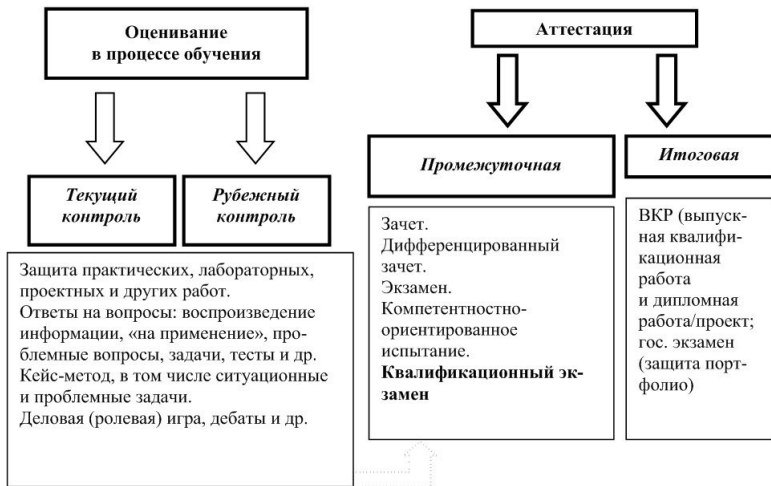 Оценивание
в процессе обучения
Текущий
контроль
Рубежный
контроль
Защита практических, лабораторных,
проектных и других работ.
Ответы на вопросы: воспроизведение
информации, «на применение», про-
блемные вопросы, задачи, тесты и др.
Кейс-метод, в том числе ситуационные
и проблемные задачи.
Деловая (ролевая) игра, дебаты и др.
Аттестация
Промежуточная
Зачет.
Дифференцированный
зачет.
Экзамен.
Компетентностно-
ориентированное
испытание.
Квалификационный эк-
замен
Итоговая
ВКР (выпуск-
ная квалифи-
кационная
работа
и дипломная
работа/проект;
гос. экзамен
(защита порт-
фолио)